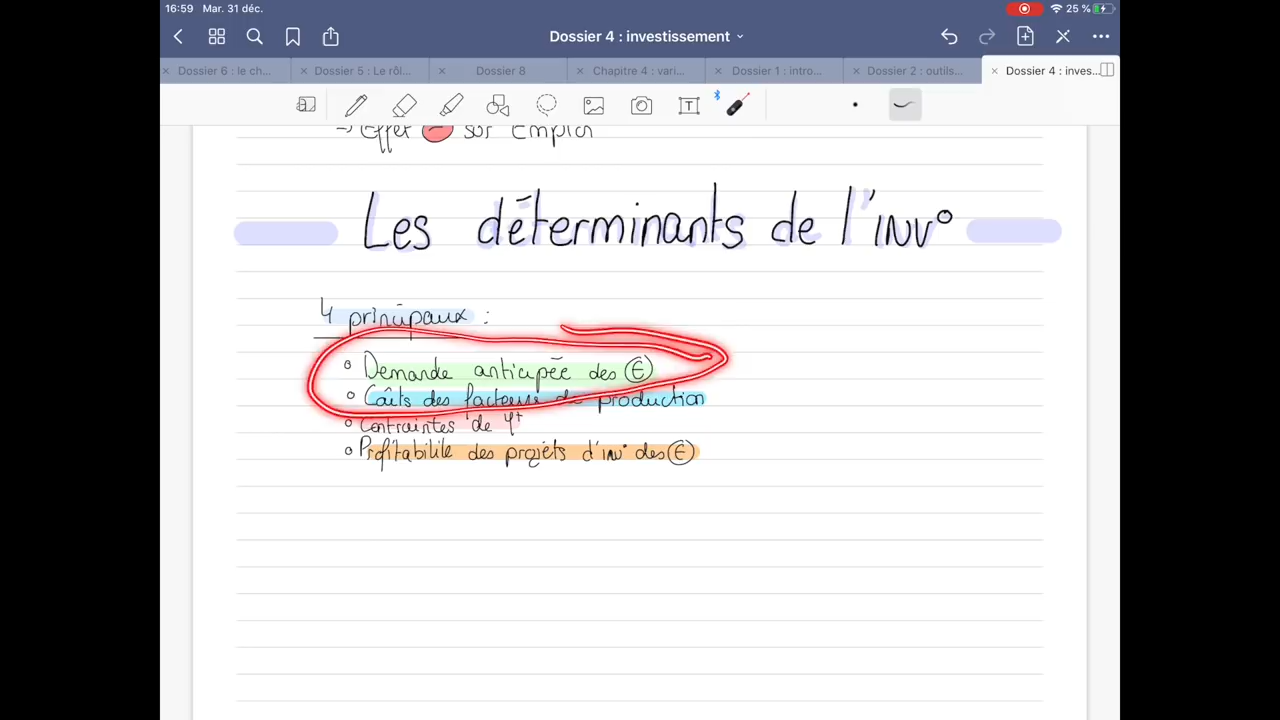 16:59 Mar. 31 déc. 25 %
Dossier 4 : investissement
Dossier 6 : le ch... Dossier 5 : Le rôl... Dossier 8 Chapitre 4 : vari... Dossier 1 : intro... Dossier 2 : outils... Dossier 4 : inves...
→ Effet - sur Emploi
Les déterminants de l'inv°
4 principaux :
° Demande anticipée des E
° Coûts des facteurs de production
° Contraintes de
° Profitabilité des projets d'inv° des E